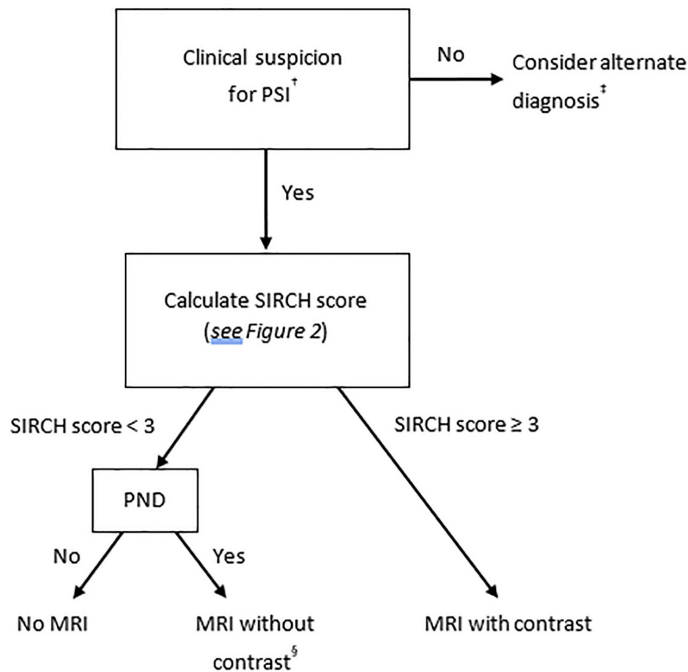 Clinical suspicion
for PSI†
No
Consider alternate
diagnosis‡
Yes
Calculate SIRCH score
(see Figure 2)
SIRCH score < 3
SIRCH score ≥ 3
PND
No
Yes
No MRI
MRI without
contrast§
MRI with contrast